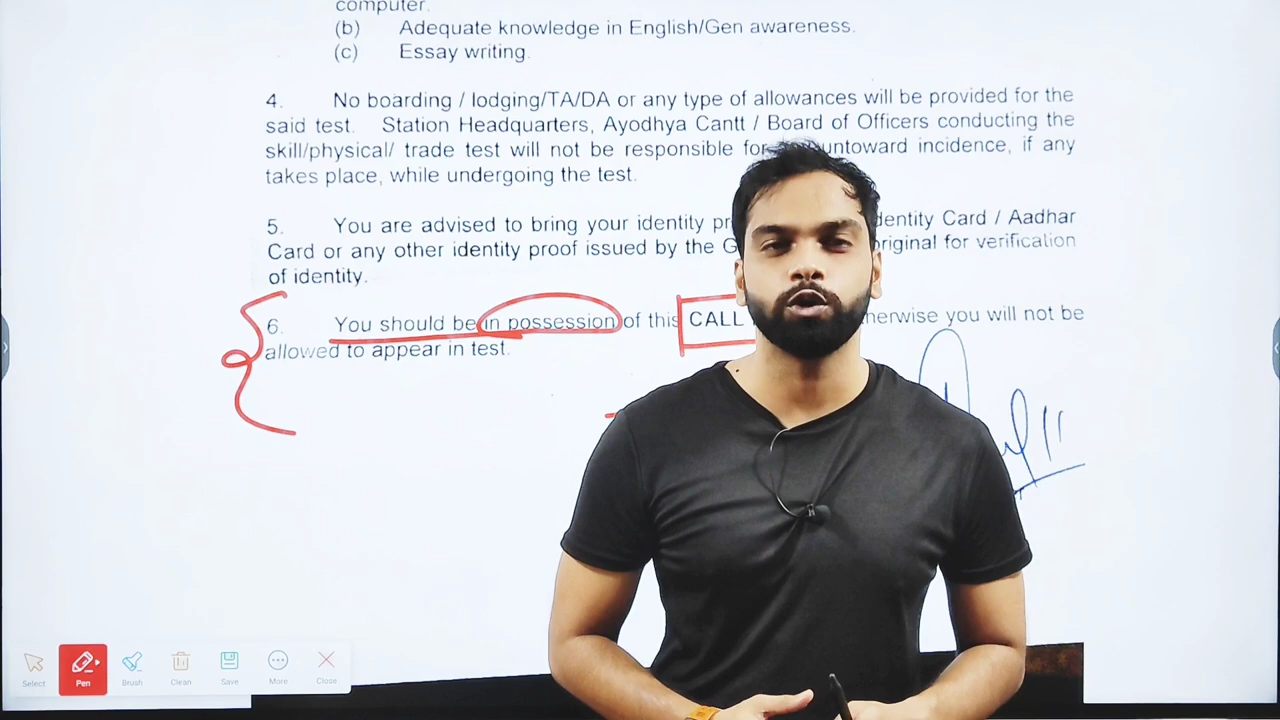 computer.
(b) Adequate knowledge in English/Gen awareness.
(c) Essay writing.
4. No boarding / lodging/TA/DA or any type of allowances will be provided for the
said test. Station Headquarters, Ayodhya Cantt / Board of Officers conducting the
skill/physical/ trade test will not be responsible for untoward incidence, if any
takes place, while undergoing the test.
5. You are advised to bring your identity Card / Aadhar
Card or any other identity proof issued by the original for verification
of identity.
6. You should be in possession of this CALL you will not be
allowed to appear in test.
Select Pen Brush Clean Save More Close